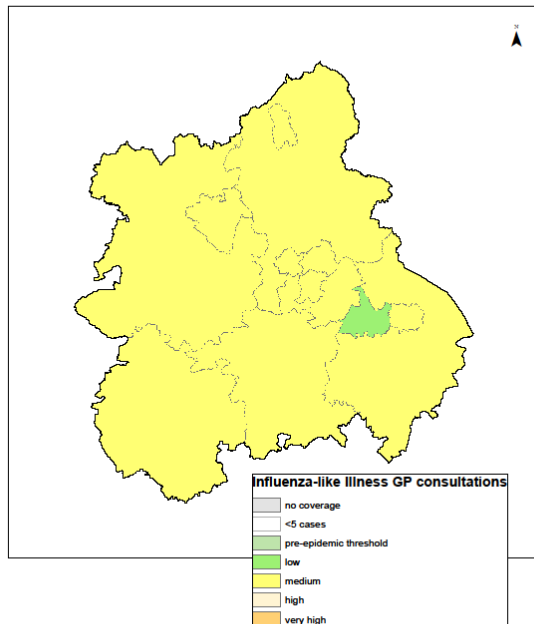 N
Influenza-like Illness GP consultations
no coverage
<5 cases
pre-epidemic threshold
low
medium
high
very high